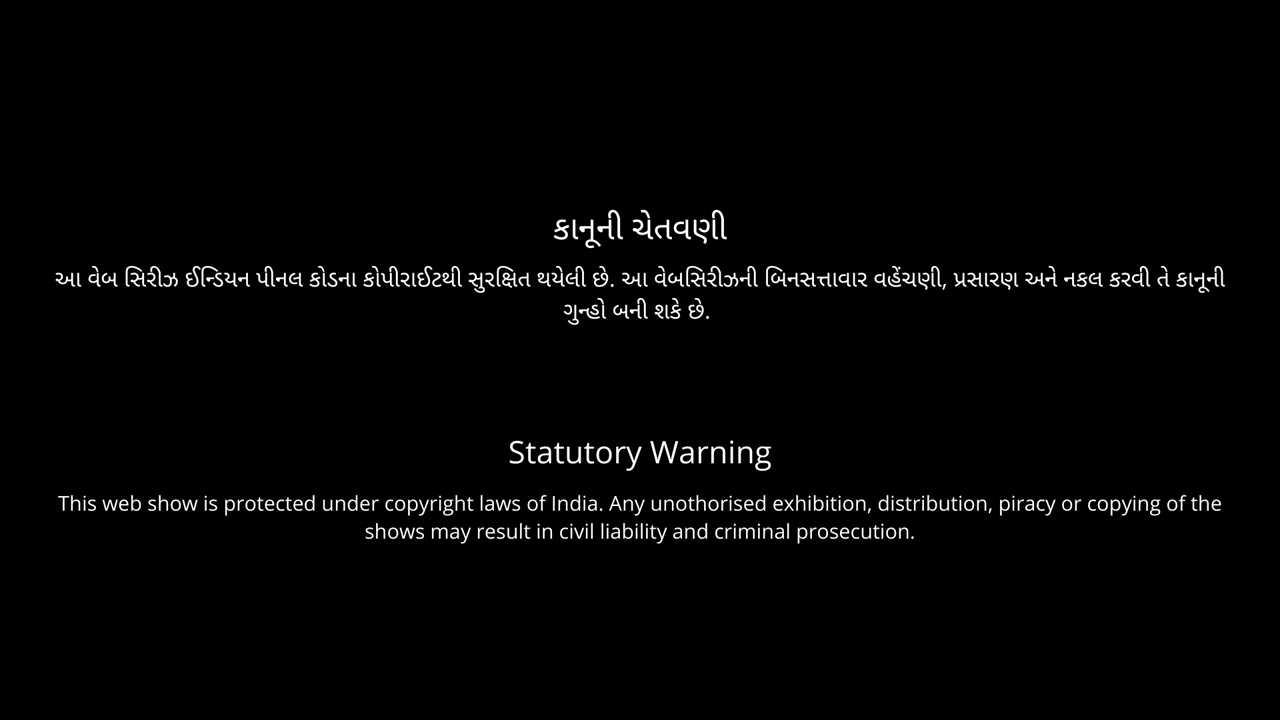 કાનૂની ચેતવણી
આ વેબ સિરીઝ ઈન્ડિયન પીનલ કોડના કોપીરાઈટથી સુરક્ષિત થયેલી છે. આ વેબસિરીઝની બિનસત્તાવાર વહેંચણી, પ્રસારણ અને નકલ કરવી તે કાનૂની
ગુન્હો બની શકે છે.
Statutory Warning
This web show is protected under copyright laws of India. Any unothorised exhibition, distribution, piracy or copying of the
shows may result in civil liability and criminal prosecution.